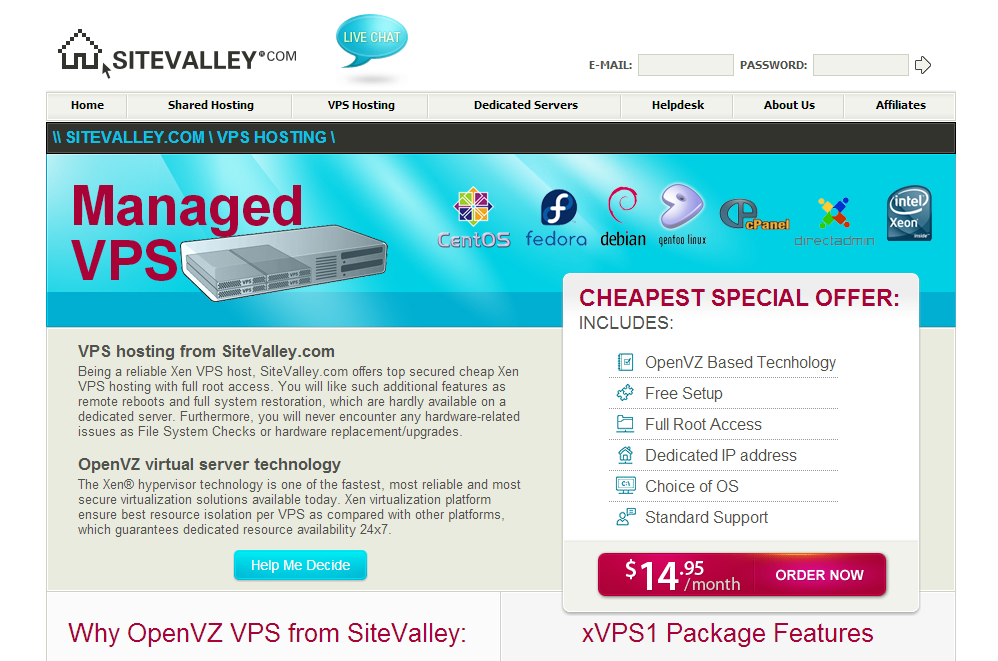 SITEVALLEY®COM
LIVE CHAT
E-MAIL: PASSWORD:
Home Shared Hosting VPS Hosting Dedicated Servers Helpdesk About Us Affiliates
\\ SITEVALLEY.COM \ VPS HOSTING \
Managed
VPS
VPS VPS
VPS VPS
CentOS fedora debian gentoo linux cPanel directadmin intel Xeon inside™
CHEAPEST SPECIAL OFFER:
INCLUDES:
OpenVZ Based Tecnhology
Free Setup
Full Root Access
Dedicated IP address
Choice of OS
Standard Support
$14.95/month ORDER NOW
VPS hosting from SiteValley.com
Being a reliable Xen VPS host, SiteValley.com offers top secured cheap Xen
VPS hosting with full root access. You will like such additional features as
remote reboots and full system restoration, which are hardly available on a
dedicated server. Furthermore, you will never encounter any hardware-related
issues as File System Checks or hardware replacement/upgrades.
OpenVZ virtual server technology
The Xen® hypervisor technology is one of the fastest, most reliable and most
secure virtualization solutions available today. Xen virtualization platform
ensure best resource isolation per VPS as compared with other platforms,
which guarantees dedicated resource availability 24x7.
Help Me Decide
Why OpenVZ VPS from SiteValley:
xVPS1 Package Features